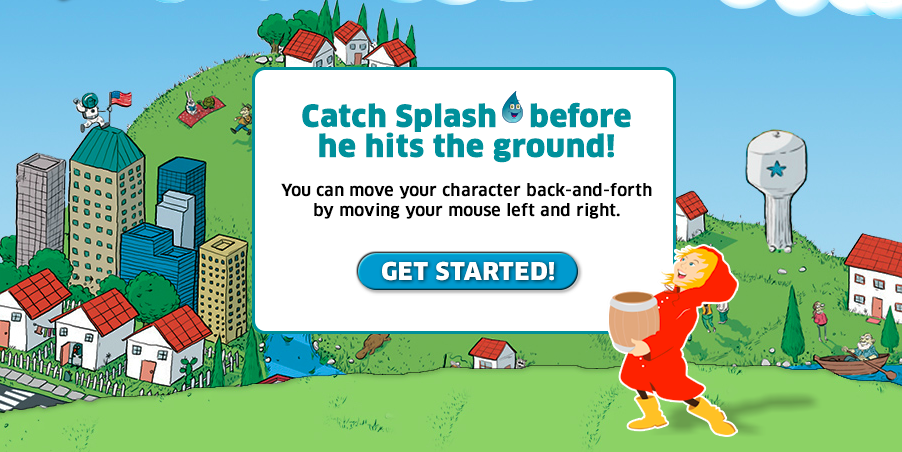 Catch Splash before
he hits the ground!
You can move your character back-and-forth
by moving your mouse left and right.
GET STARTED!